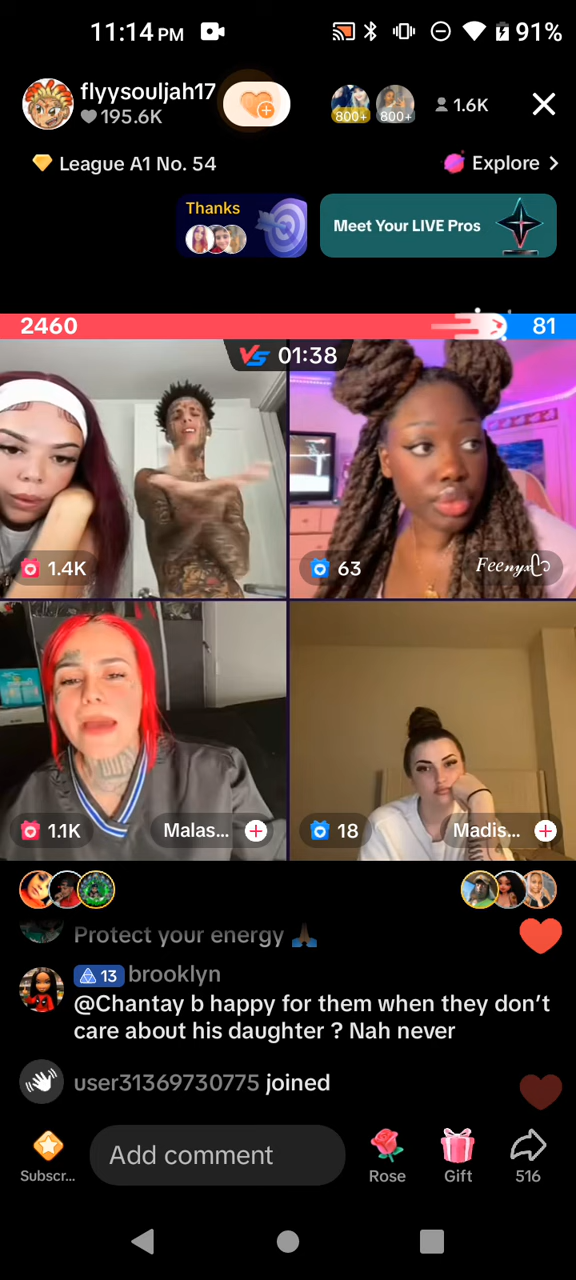 11:14 PM
91%
flyysouljah17
195.6K
800+
800+
1.6K
League A1 No. 54
Explore
Thanks
Meet Your LIVE Pros
2460
VS 01:38
81
1.4K
63
Feenyx
1.1K
Malas...
18
Madis...
Protect your energy 🙏🏾
13 brooklyn
@Chantay b happy for them when they don't
care about his daughter ? Nah never
user31369730775 joined
Add comment
Subscr...
Rose
Gift
516